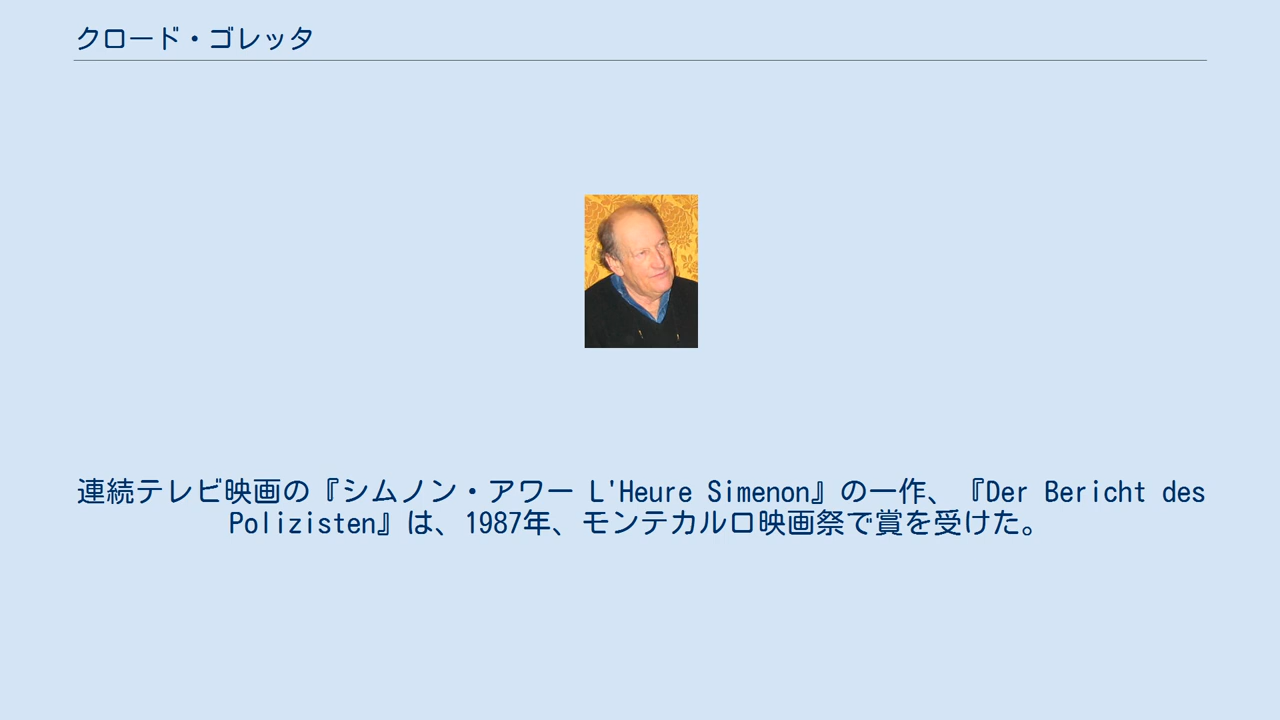 クロード・ゴレッタ
連続テレビ映画の『シムノン・アワー L'Heure Simenon』の一作、『Der Bericht des
Polizisten』は、1987年、モンテカルロ映画祭で賞を受けた。